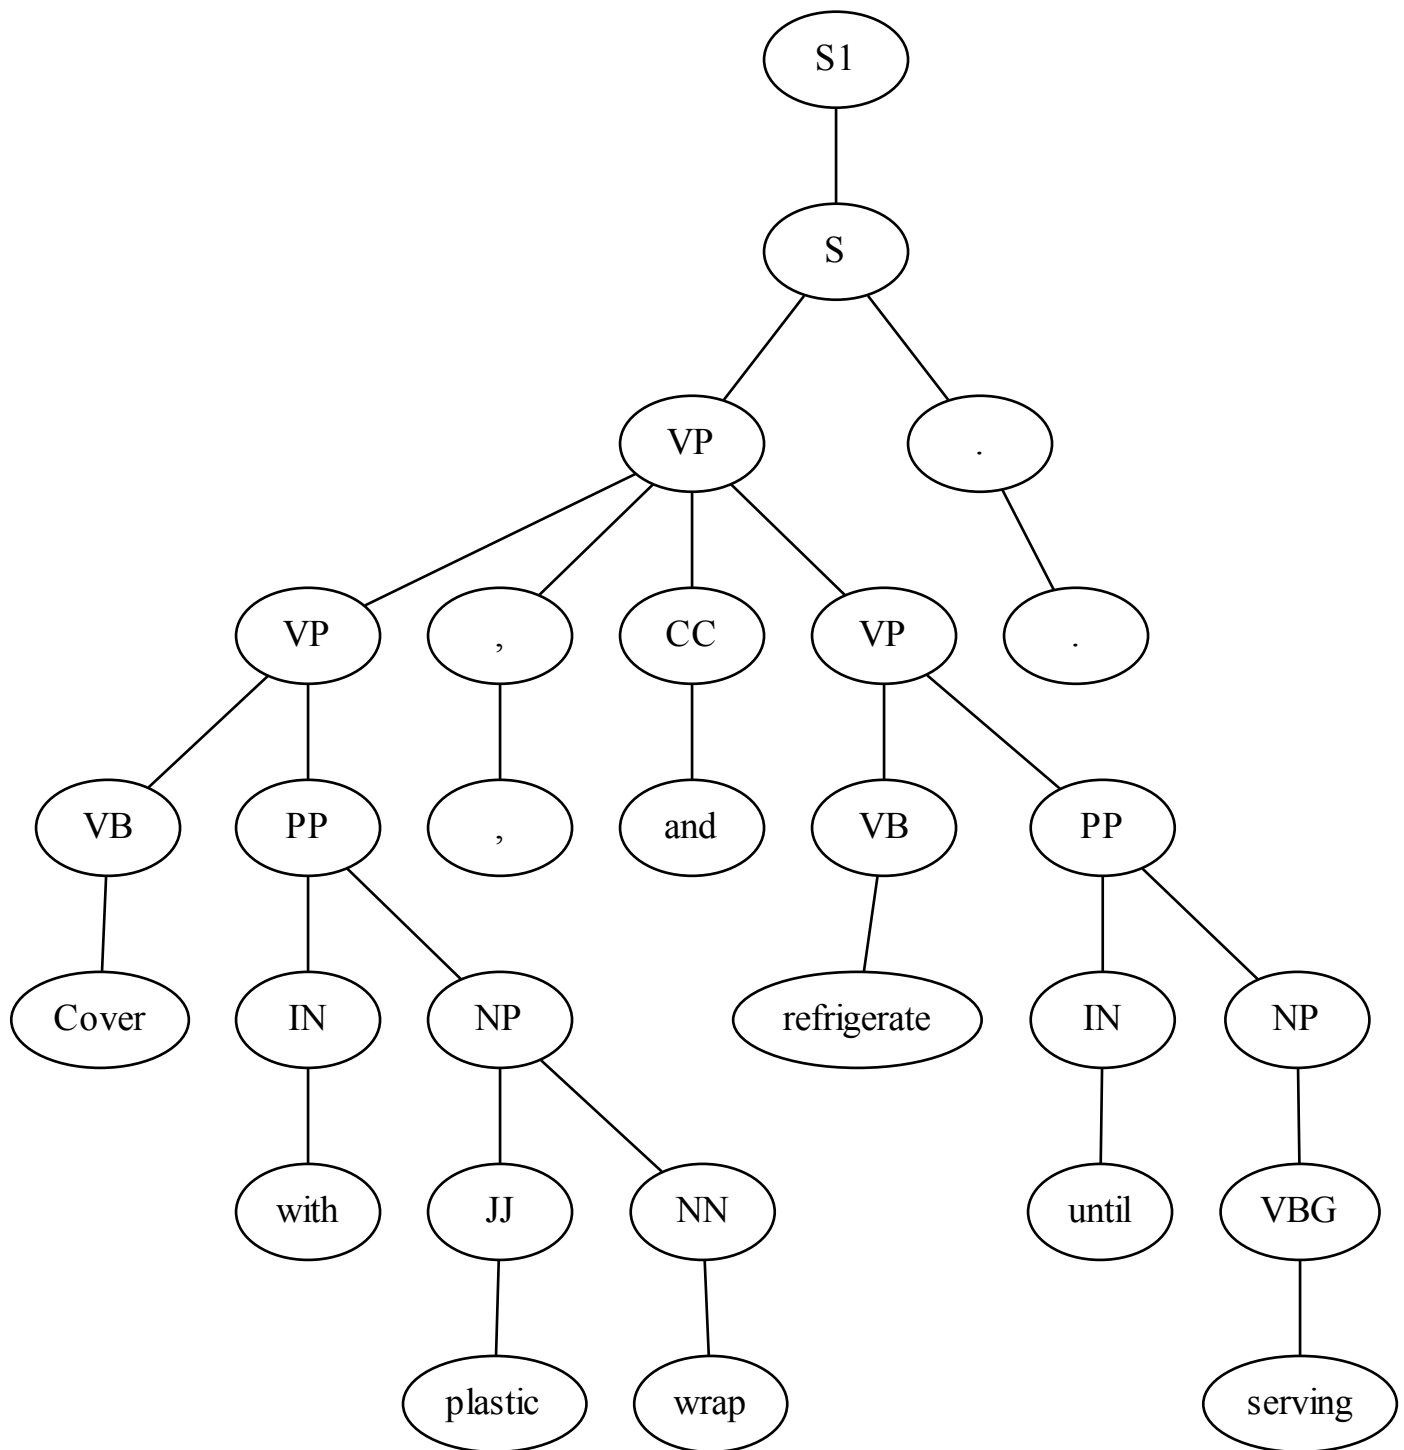 S1
S
VP .
VP , CC VP .
VB PP , and VB PP
Cover IN NP refrigerate IN NP
with JJ NN until VBG
plastic wrap serving